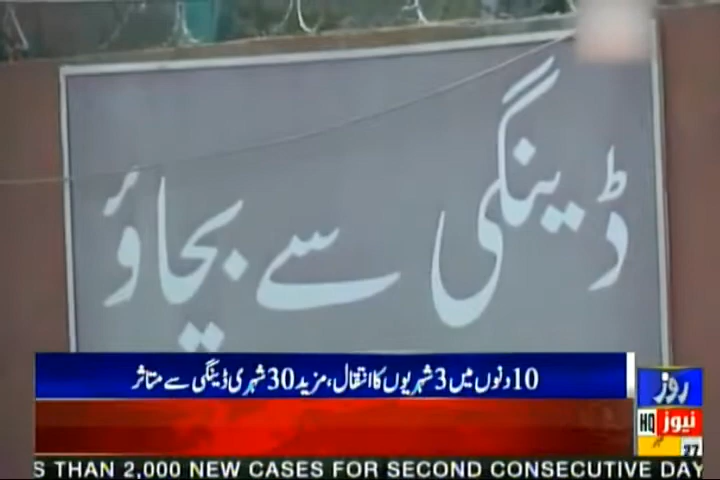 ڈینگی سے بچاؤ
10 دنوں میں 3 شہریوں کا انتقال، مزید 30 شہری ڈینگی سے متاثر
روز
HQ نیوز
27
S THAN 2,000 NEW CASES FOR SECOND CONSECUTIVE DAY